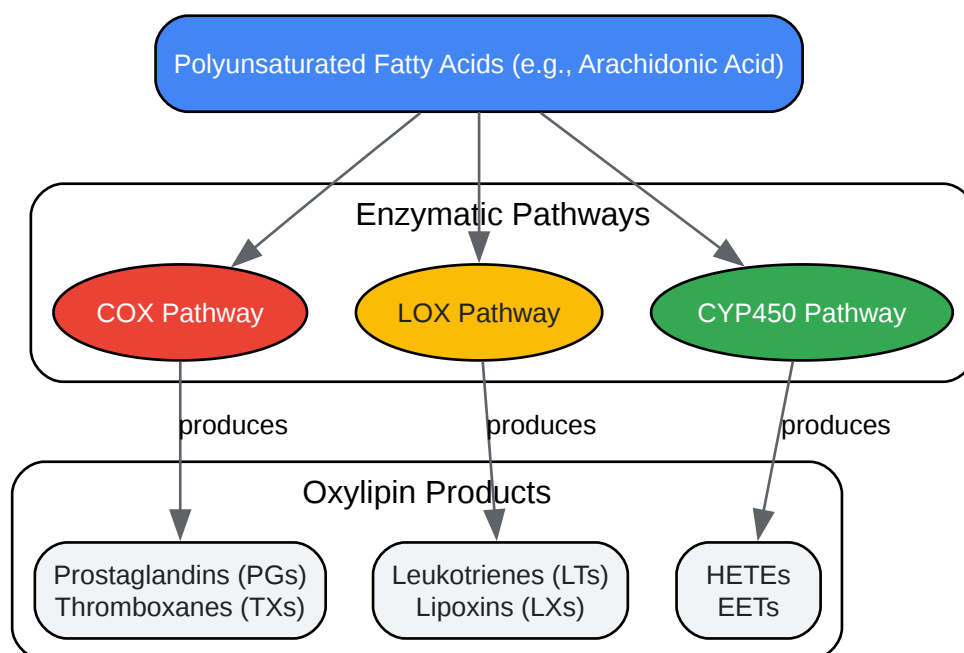 Polyunsaturated Fatty Acids (e.g., Arachidonic Acid)
Enzymatic Pathways
COX Pathway
LOX Pathway
CYP450 Pathway
produces
produces
produces
Oxylipin Products
Prostaglandins (PGs)
Thromboxanes (TXs)
Leukotrienes (LTs)
Lipoxins (LXs)
HETEs
EETs